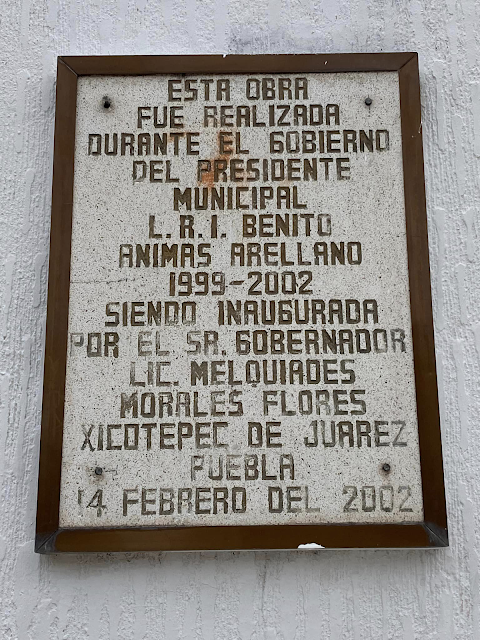 ESTA OBRA
FUE REALIZADA
DURANTE EL GOBIERNO
DEL PRESIDENTE
MUNICIPAL
L.R.I. BENITO
ANIMAS ARELLANO
1999-2002
SIENDO INAUGURADA
POR EL SR. GOBERNADOR
LIC. MELQUIADES
MORALES FLORES
XICOTEPEC DE JUAREZ
PUEBLA
14 FEBRERO DEL 2002